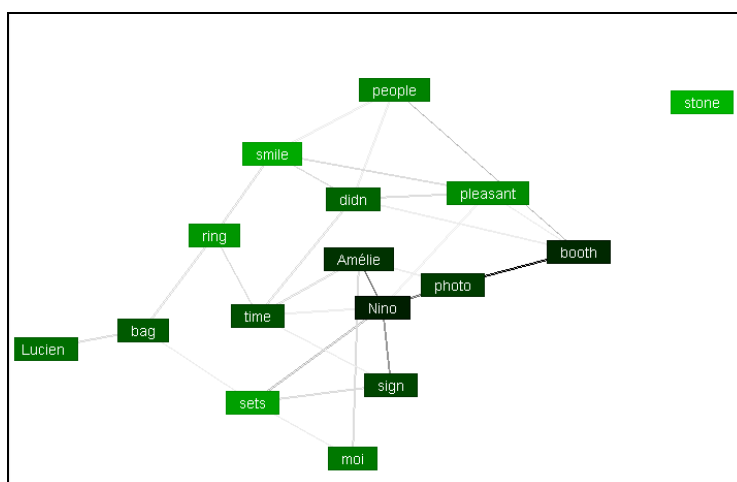 people
stone
smile
pleasant
didn
ring
booth
Amélie
photo
Nino
time
bag
Lucien
sign
sets
moi